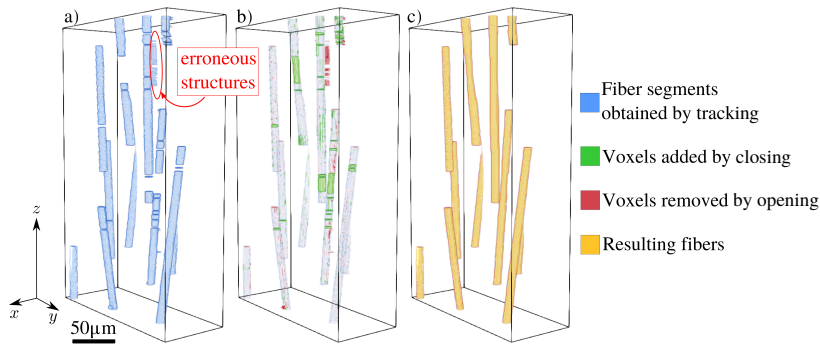 a)
b)
c)
erroneous
structures
Fiber segments
obtained by tracking
Voxels added by closing
Voxels removed by opening
Resulting fibers
z
x
y
50µm